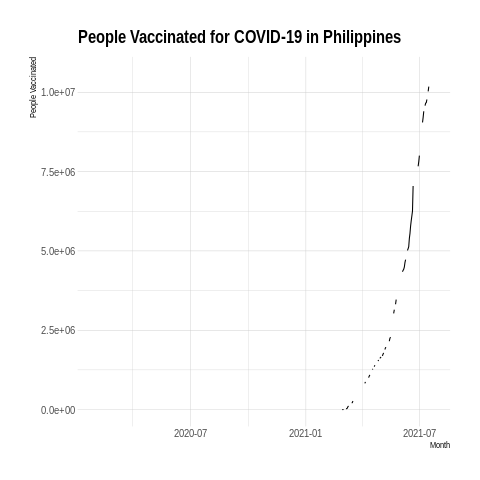 People Vaccinated for COVID-19 in Philippines
People Vaccinated
1.0e+07
7.5e+06
5.0e+06
2.5e+06
0.0e+00
2020-07
2021-01
2021-07
Month